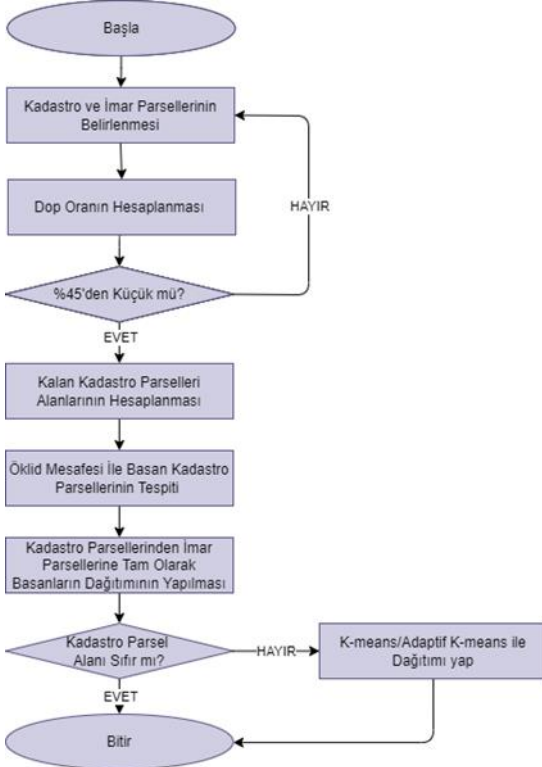 Başla
Kadastro ve İmar Parsellerinin
Belirlenmesi
Dop Oranın Hesaplanması
HAYIR
%45'den Küçük mü?
EVET
Kalan Kadastro Parselleri
Alanlarının Hesaplanması
Öklid Mesafesi İle Basan Kadastro
Parsellerinin Tespiti
Kadastro Parsellerinden İmar
Parsellerine Tam Olarak
Basanların Dağıtımının Yapılması
Kadastro Parsel
Alanı Sıfır mı?
HAYIR
K-means/Adaptif K-means ile
Dağıtımı yap
EVET
Bitir